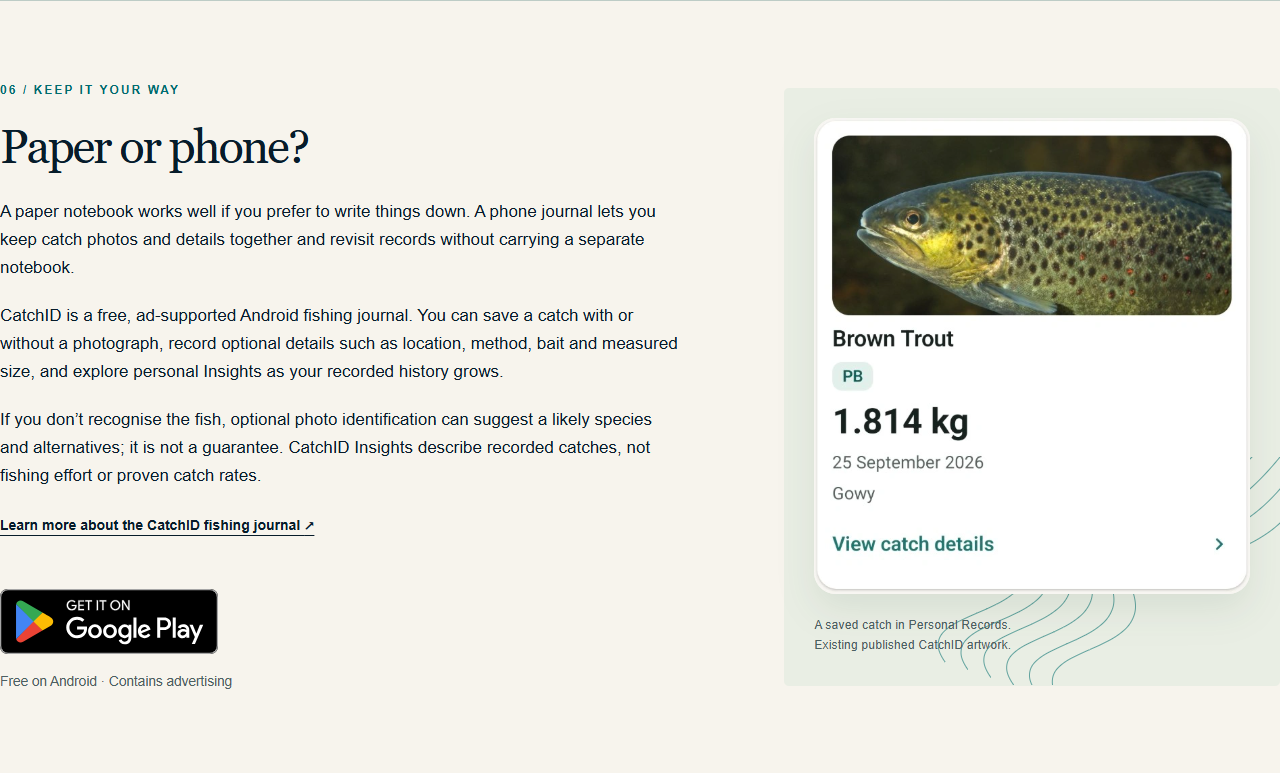 06 / KEEP IT YOUR WAY
Paper or phone?
A paper notebook works well if you prefer to write things down. A phone journal lets you
keep catch photos and details together and revisit records without carrying a separate
notebook.
CatchID is a free, ad-supported Android fishing journal. You can save a catch with or
without a photograph, record optional details such as location, method, bait and measured
size, and explore personal Insights as your recorded history grows.
If you don’t recognise the fish, optional photo identification can suggest a likely species
and alternatives; it is not a guarantee. CatchID Insights describe recorded catches, not
fishing effort or proven catch rates.
Learn more about the CatchID fishing journal ↗
GET IT ON
Google Play
Free on Android · Contains advertising
Brown Trout
PB
1.814 kg
25 September 2026
Gowy
View catch details
A saved catch in Personal Records.
Existing published CatchID artwork.